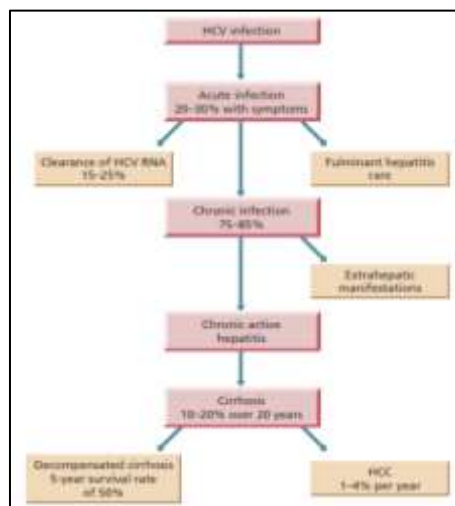 HCV infection
Acute infection
20–30% with symptoms
Clearance of HCV RNA
15–25%
Fulminant hepatitis
rare
Chronic infection
75–85%
Extrahepatic
manifestations
Chronic active
hepatitis
Cirrhosis
10–20% over 20 years
Decompensated cirrhosis
5-year survival rate
of 50%
HCC
1–4% per year